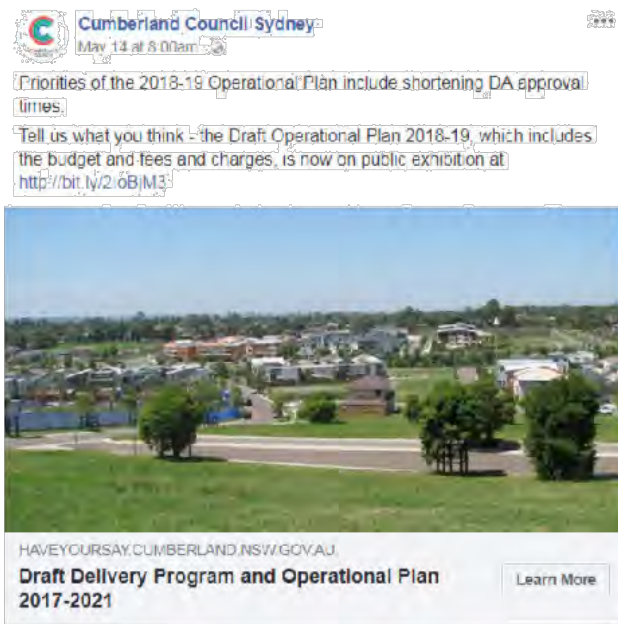 Cumberland Council Sydney
May 14 at 8:00am
Priorities of the 2018-19 Operational Plan include shortening DA approval
times.
Tell us what you think - the Draft Operational Plan 2018-19, which includes
the budget and fees and charges, is now on public exhibition at
HAVEYOURSAY.CUMBERLAND.NSW.GOV.AU
Draft Delivery Program and Operational Plan
2017-2021
Learn More